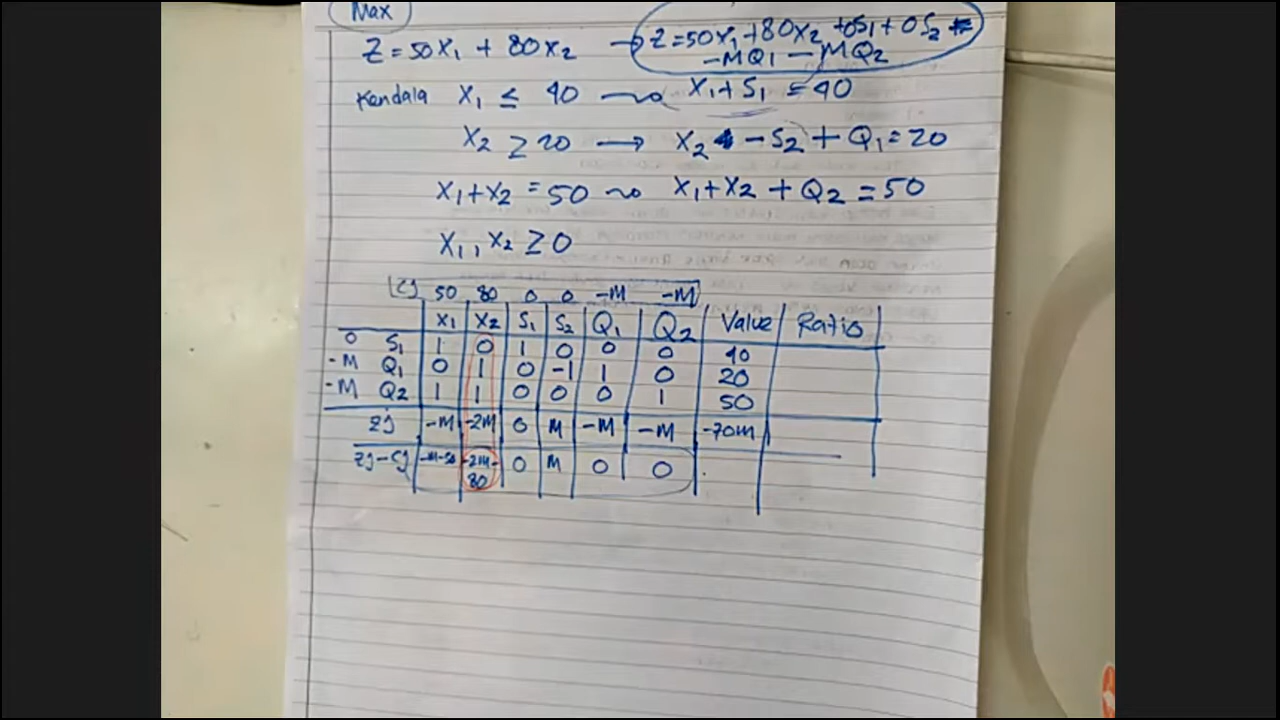 Max
Z = 50X1 + 80X2 → Z = 50X1 + 80X2 + 0S1 + 0S2
-MQ1 - MQ2
Kendala X1 ≤ 40 → X1 + S1 = 40
X2 ≥ 20 → X2 - S2 + Q1 = 20
X1 + X2 = 50 → X1 + X2 + Q2 = 50
X1, X2 ≥ 0
Cj 50 80 0 0 -M -M
X1 X2 S1 S2 Q1 Q2 Value Ratio
0 S1 1 0 1 0 0 0 40
-M Q1 0 1 0 -1 1 0 20
-M Q2 1 1 0 0 0 1 50
Zj -M -2M 0 M -M -M -70M
Zj-Cj -M-50 -2M-80 0 M 0 0